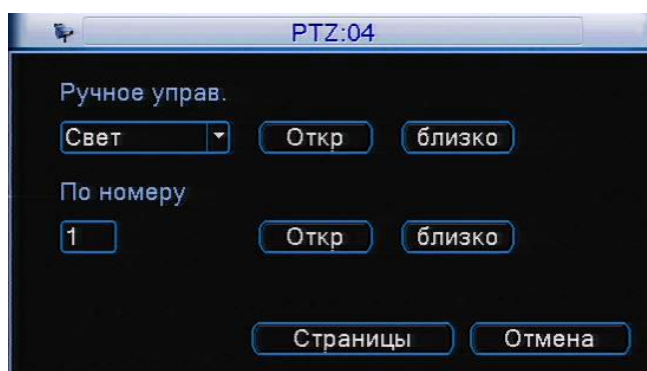 PTZ:04
Ручное управ.
Свет Откр близко
По номеру
1 Откр близко
Страницы Отмена